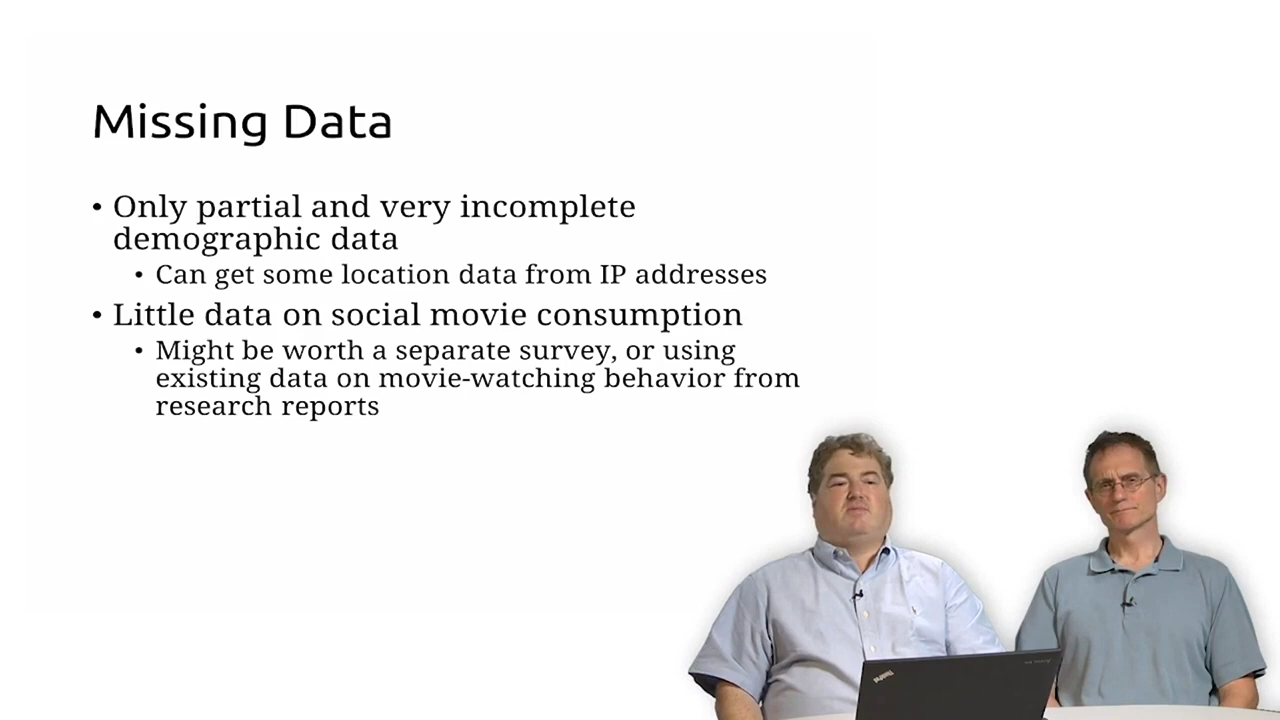 Missing Data
• Only partial and very incomplete
demographic data
• Can get some location data from IP addresses
• Little data on social movie consumption
• Might be worth a separate survey, or using
existing data on movie-watching behavior from
research reports
ThinkPad